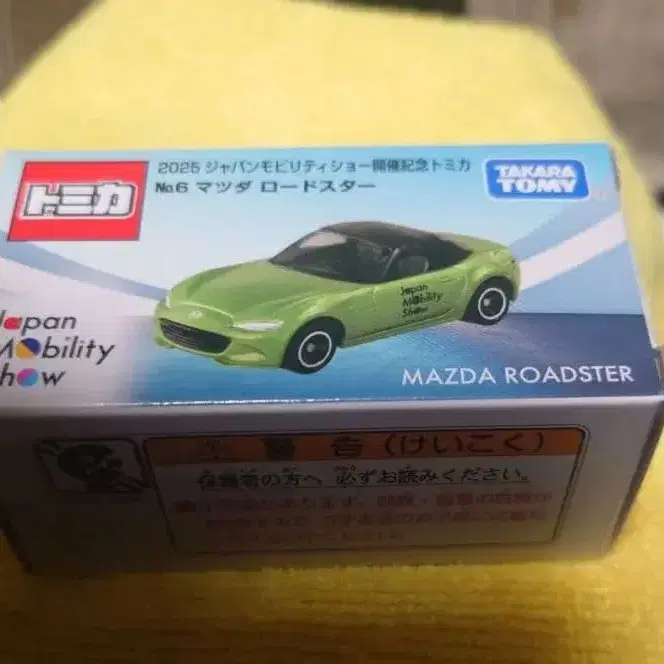 トミカ
2025 ジャパンモビリティショー開催記念トミカ
No.6 マツダ ロードスター
TAKARA
TOMY
Japan
Mobility
Show
Japan
Mobility
Show
MAZDA ROADSTER
警告(けいこく)
保護者の方へ 必ずお読みください。